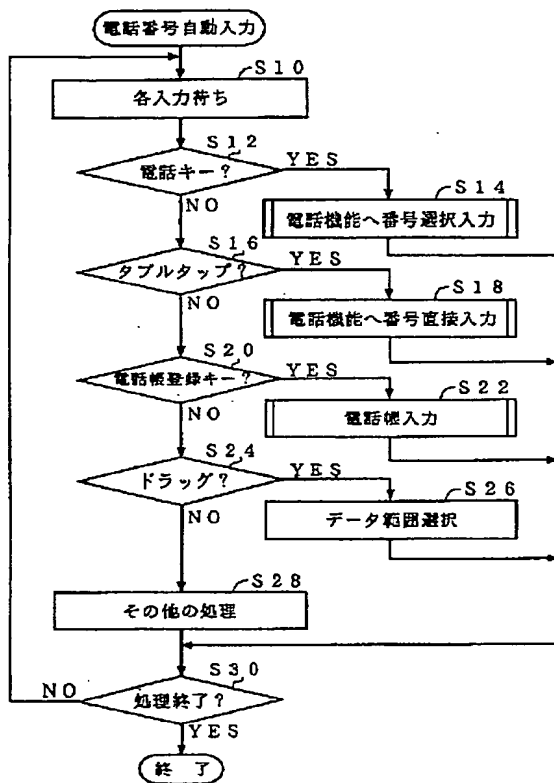 電話番号自動入力
S10
各入力待ち
S12
電話キー?
YES
NO
S14
電話機能へ番号選択入力
S16
タブルタップ?
YES
NO
S18
電話機能へ番号直接入力
S20
電話帳登録キー?
YES
NO
S22
電話帳入力
S24
ドラッグ?
YES
NO
S26
データ範囲選択
S28
その他の処理
S30
処理終了?
NO
YES
終了